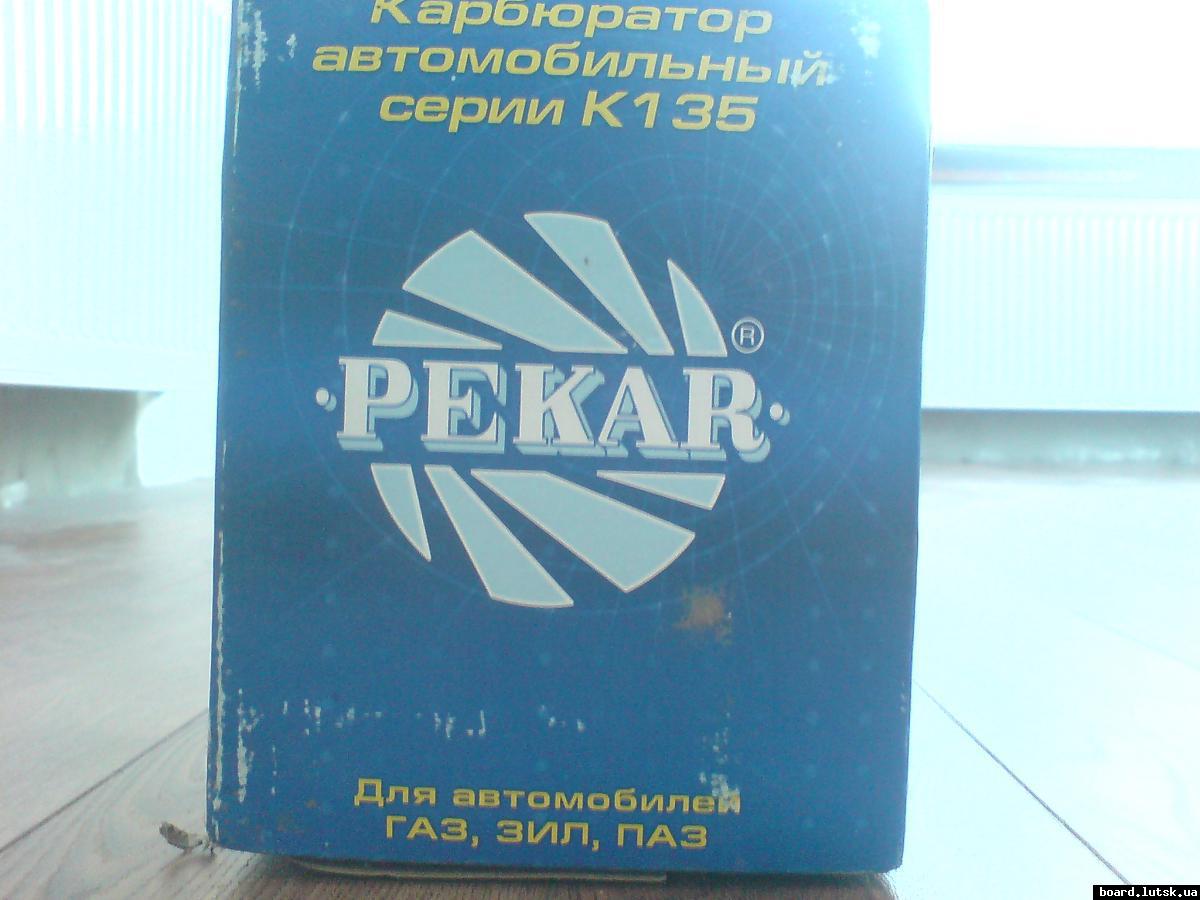 Карбюратор
автомобильный
серии К135
®
·PEKAR·
Для автомобилей
ГАЗ, ЗИЛ, ПАЗ
board.lutsk.ua